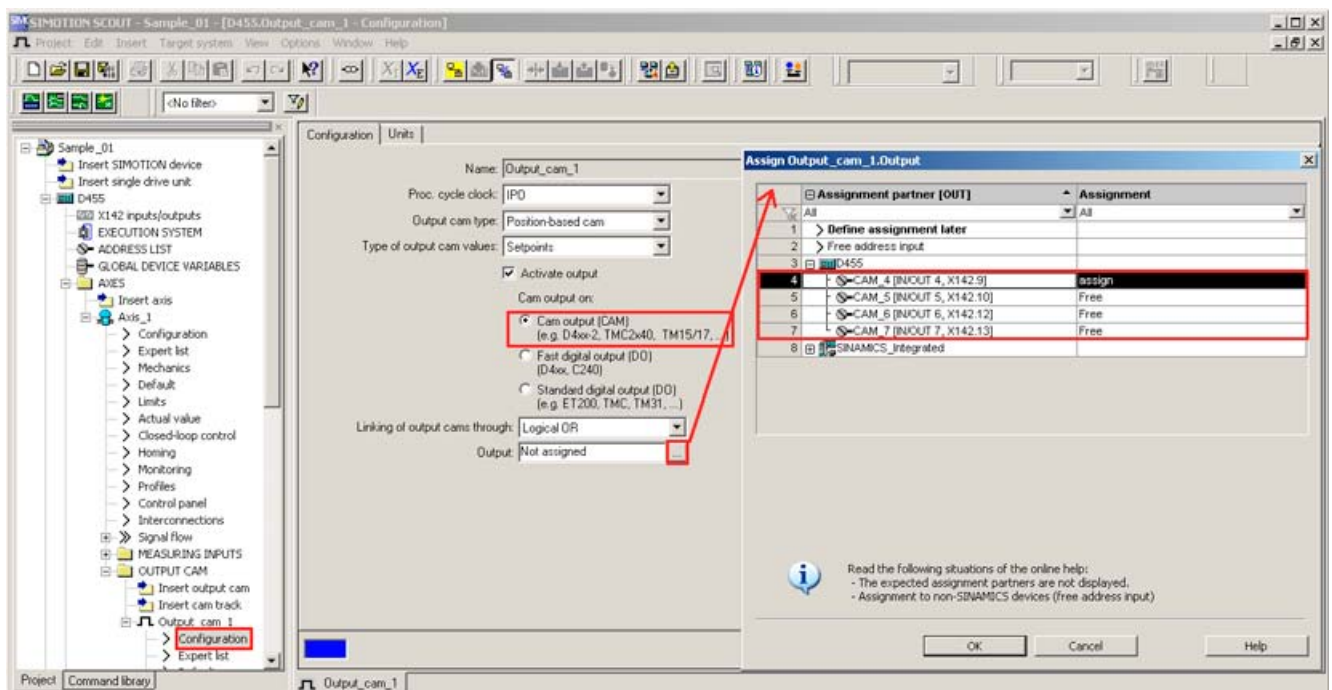 SIMOTION SCOUT - Sample_01 - [D455.Output_cam_1 - Configuration]
Project Edit Insert Target system View Options Window Help
<No filter>
Sample_01
Insert SIMOTION device
Insert single drive unit
D455
X142 inputs/outputs
EXECUTION SYSTEM
ADDRESS LIST
GLOBAL DEVICE VARIABLES
AXES
Insert axis
Axis_1
Configuration
Expert list
Mechanics
Default
Limits
Actual value
Closed-loop control
Homing
Monitoring
Profiles
Control panel
Interconnections
Signal flow
MEASURING INPUTS
OUTPUT CAM
Insert output cam
Insert cam track
Output_cam_1
Configuration
Expert list
Project Command library
Configuration Units
Name: Output_cam_1
Proc. cycle clock: IPO
Output cam type: Position-based cam
Type of output cam values: Setpoints
Activate output
Cam output on:
Cam output (CAM)
(e.g. D4xx-2, TMC2x40, TM15/17, ...)
Fast digital output (DO)
(D4xx, C240)
Standard digital output (DO)
(e.g. ET200, TMC, TM31, ...)
Linking of output cams through: Logical OR
Output: Not assigned ...
Output_cam_1
Assign Output_cam_1.Output
Assignment partner [OUT] Assignment
All All
1 Define assignment later
2 Free address input
3 D455
4 CAM_4 [IN/OUT 4, X142.9] assign
5 CAM_5 [IN/OUT 5, X142.10] Free
6 CAM_6 [IN/OUT 6, X142.12] Free
7 CAM_7 [IN/OUT 7, X142.13] Free
8 SINAMICS_Integrated
Read the following situations of the online help:
- The expected assignment partners are not displayed.
- Assignment to non-SINAMICS devices (free address input)
OK Cancel Help